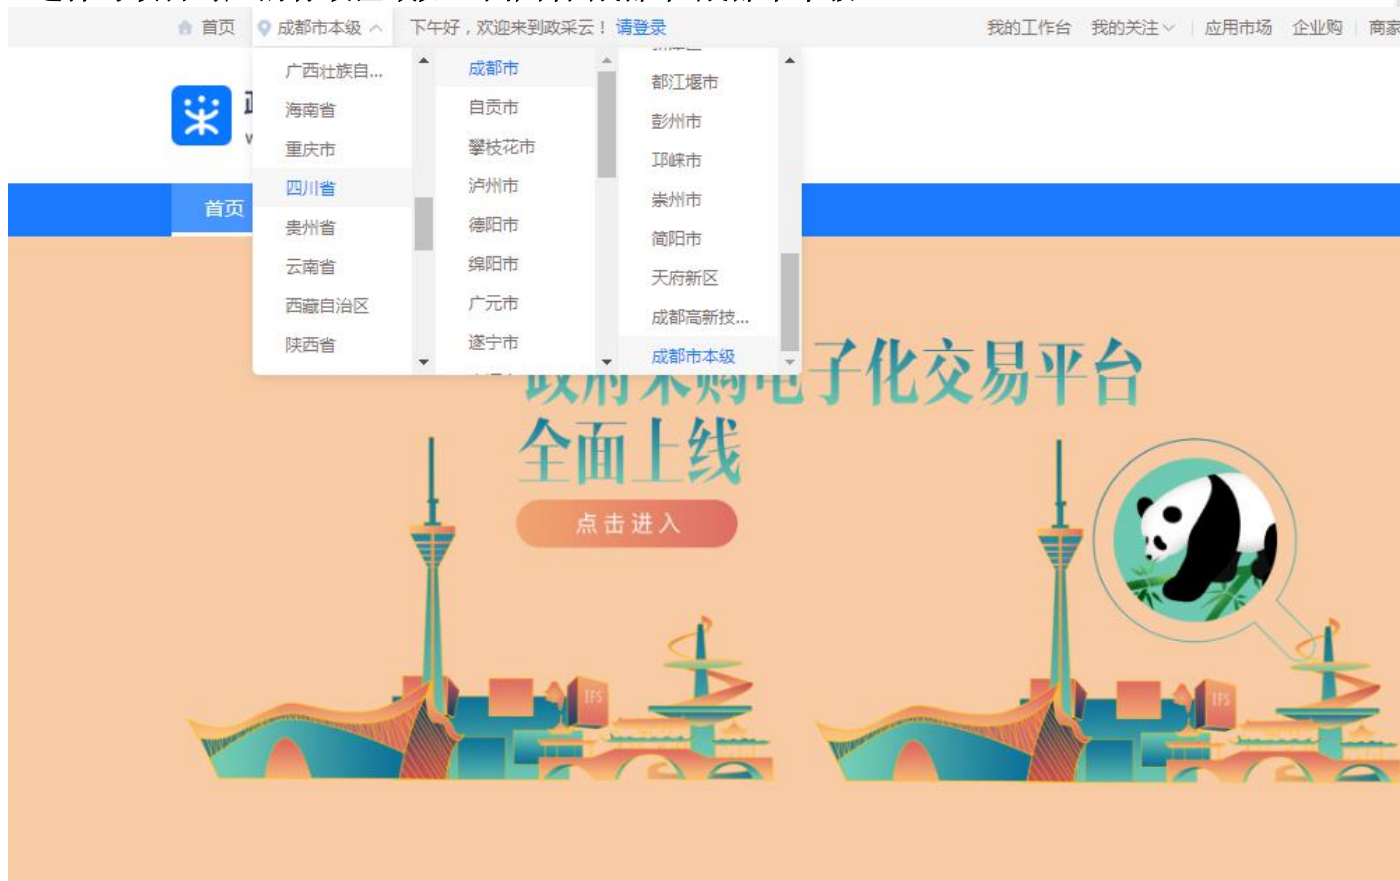 首页 成都市本级 下午好，欢迎来到政采云！请登录 我的工作台 我的关注 应用市场 企业购 商家
广西壮族自...
海南省
重庆市
四川省
贵州省
云南省
西藏自治区
陕西省
成都市
自贡市
攀枝花市
泸州市
德阳市
绵阳市
广元市
遂宁市
都江堰市
彭州市
邛崃市
崇州市
简阳市
天府新区
成都高新技...
成都市本级
首页
政府采购电子化交易平台
全面上线
点击进入
IFS
IFS